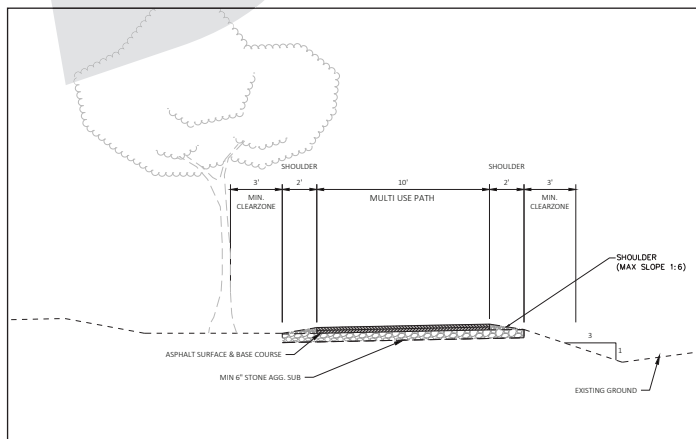 SHOULDER
SHOULDER
3'
2'
10'
2'
3'
MIN.
CLEARZONE
MULTI USE PATH
MIN.
CLEARZONE
SHOULDER
(MAX SLOPE 1:6)
3
1
ASPHALT SURFACE & BASE COURSE
MIN 6" STONE AGG. SUB
EXISTING GROUND